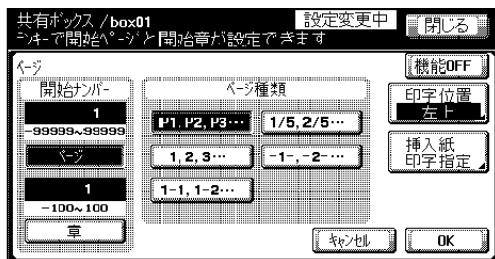 共有ボックス /box01
設定変更中
閉じる
テンキーで開始ページと開始章が設定できます
ページ
機能OFF
開始ナンバー
1
-99999~99999
ページ
1
-100~100
章
ページ種類
P1, P2, P3…
1/5, 2/5…
1, 2, 3…
-1-, -2-…
1-1, 1-2…
印字位置
左下
挿入紙
印字指定
キャンセル
OK